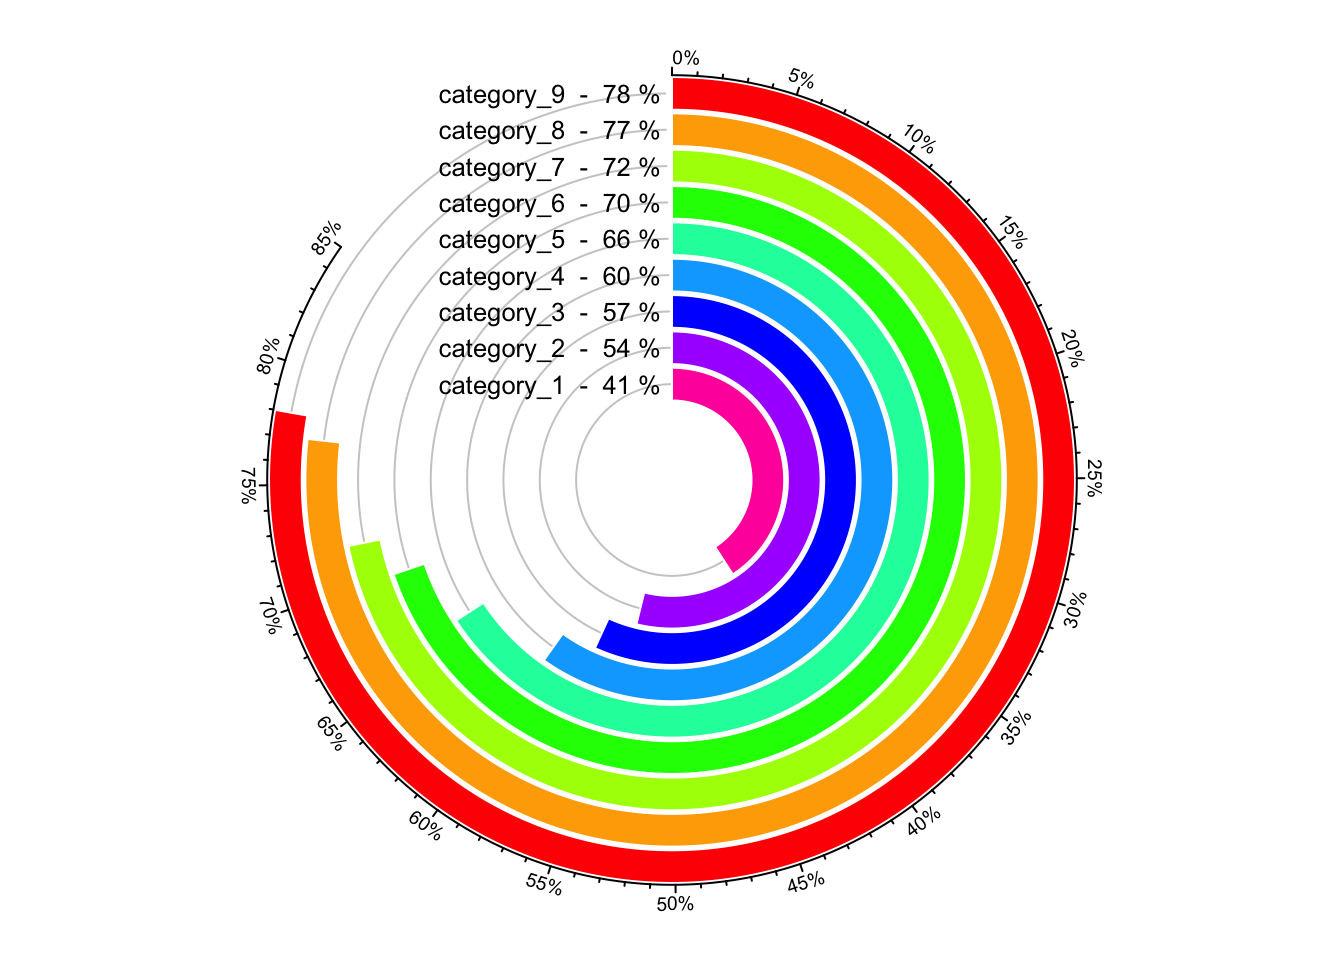 0%
category_9 - 78 %
category_8 - 77 %
category_7 - 72 %
category_6 - 70 %
category_5 - 66 %
category_4 - 60 %
category_3 - 57 %
category_2 - 54 %
category_1 - 41 %
5%
10%
15%
20%
25%
30%
35%
40%
45%
50%
55%
60%
65%
70%
75%
80%
85%